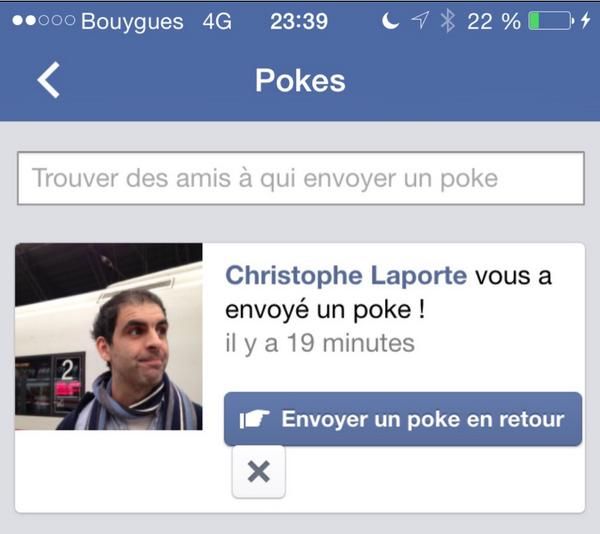 Bouygues 4G 23:39 22 %
Pokes
Trouver des amis à qui envoyer un poke
Christophe Laporte vous a
envoyé un poke !
il y a 19 minutes
2
Envoyer un poke en retour